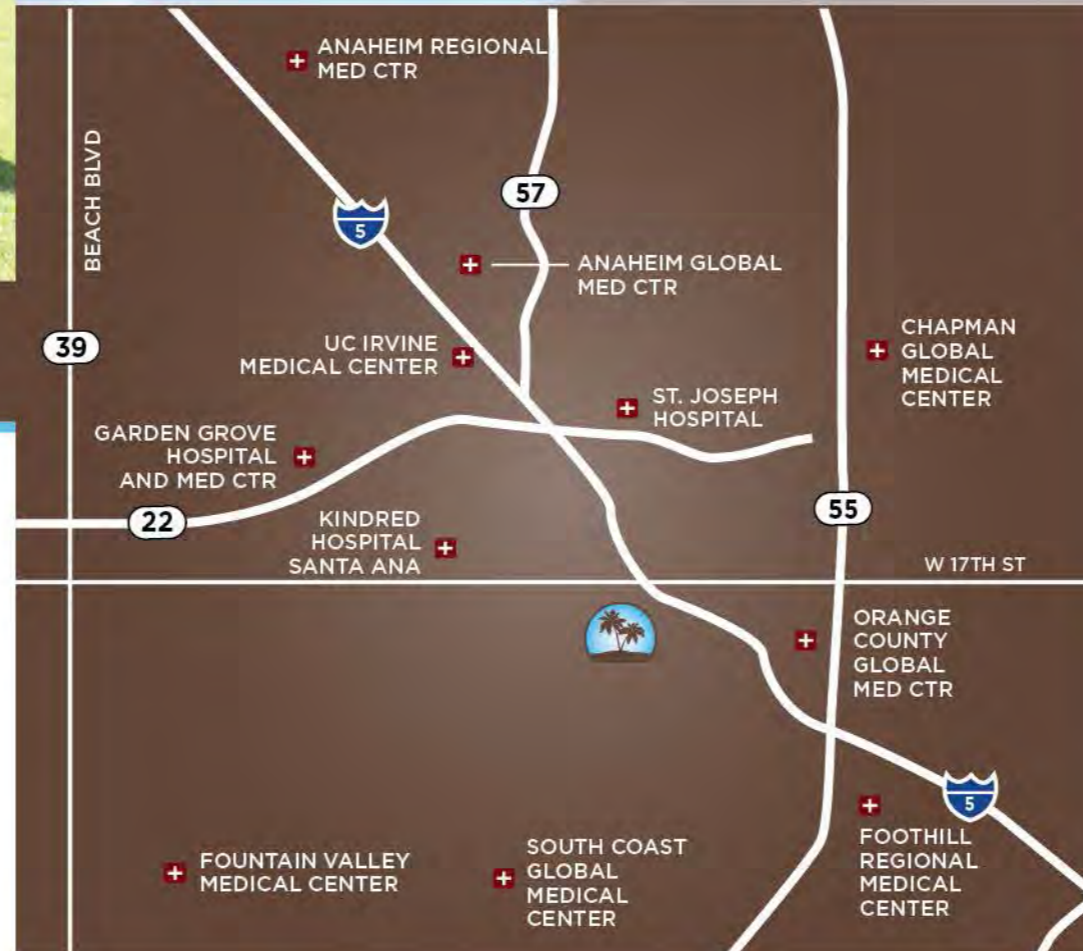 ANAHEIM REGIONAL
MED CTR
BEACH BLVD
57
5
ANAHEIM GLOBAL
MED CTR
39
UC IRVINE
MEDICAL CENTER
CHAPMAN
GLOBAL
MEDICAL
CENTER
ST. JOSEPH
HOSPITAL
GARDEN GROVE
HOSPITAL
AND MED CTR
22
KINDRED
HOSPITAL
SANTA ANA
55
W 17TH ST
ORANGE
COUNTY
GLOBAL
MED CTR
5
FOUNTAIN VALLEY
MEDICAL CENTER
SOUTH COAST
GLOBAL
MEDICAL
CENTER
FOOTHILL
REGIONAL
MEDICAL
CENTER